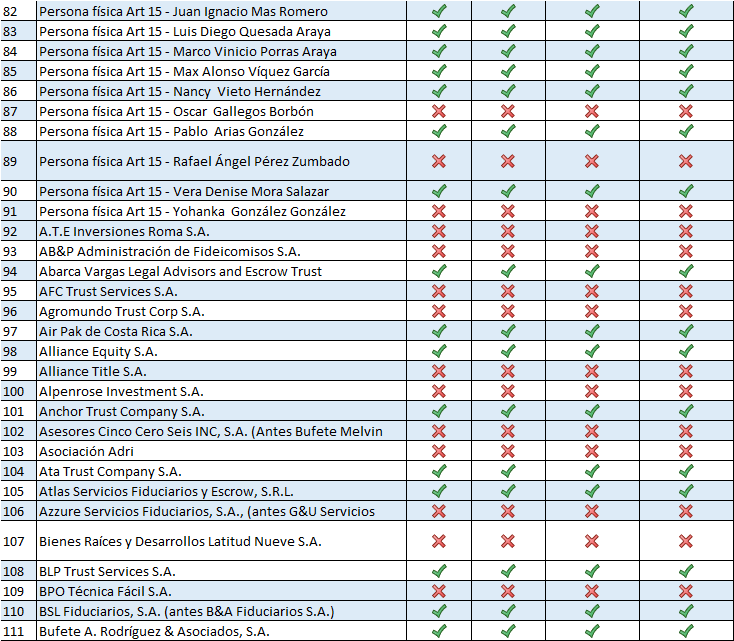 82 Persona física Art 15 - Juan Ignacio Mas Romero
83 Persona física Art 15 - Luis Diego Quesada Araya
84 Persona física Art 15 - Marco Vinicio Porras Araya
85 Persona física Art 15 - Max Alonso Víquez García
86 Persona física Art 15 - Nancy Vieto Hernández
87 Persona física Art 15 - Oscar Gallegos Borbón
88 Persona física Art 15 - Pablo Arias González
89 Persona física Art 15 - Rafael Ángel Pérez Zumbado
90 Persona física Art 15 - Vera Denise Mora Salazar
91 Persona física Art 15 - Yohanka González González
92 A.T.E Inversiones Roma S.A.
93 AB&P Administración de Fideicomisos S.A.
94 Abarca Vargas Legal Advisors and Escrow Trust
95 AFC Trust Services S.A.
96 Agromundo Trust Corp S.A.
97 Air Pak de Costa Rica S.A.
98 Alliance Equity S.A.
99 Alliance Title S.A.
100 Alpenrose Investment S.A.
101 Anchor Trust Company S.A.
102 Asesores Cinco Cero Seis INC, S.A. (Antes Bufete Melvin
103 Asociación Adri
104 Ata Trust Company S.A.
105 Atlas Servicios Fiduciarios y Escrow, S.R.L.
106 Azzure Servicios Fiduciarios, S.A., (antes G&U Servicios
107 Bienes Raíces y Desarrollos Latitud Nueve S.A.
108 BLP Trust Services S.A.
109 BPO Técnica Fácil S.A.
110 BSL Fiduciarios, S.A. (antes B&A Fiduciarios S.A.)
111 Bufete A. Rodríguez & Asociados, S.A.